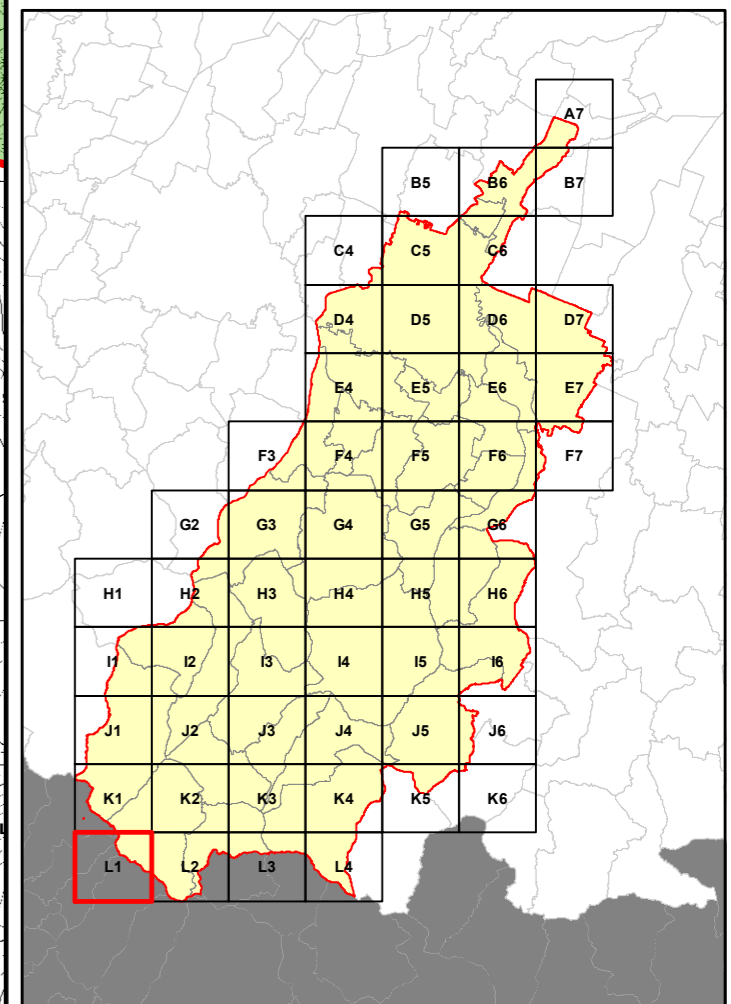 A7
B5 B6 B7
C4 C5 C6
D4 D5 D6 D7
E4 E5 E6 E7
F3 F4 F5 F6 F7
G2 G3 G4 G5 G6
H1 H2 H3 H4 H5 H6
I1 I2 I3 I4 I5 I6
J1 J2 J3 J4 J5 J6
K1 K2 K3 K4 K5 K6
L1 L2 L3 L4